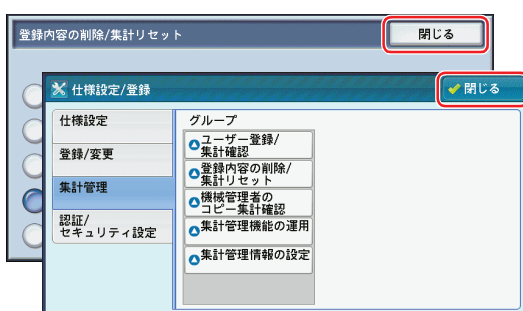 登録内容の削除/集計リセット
閉じる
仕様設定/登録
閉じる
仕様設定
登録/変更
集計管理
認証/
セキュリティ設定
グループ
ユーザー登録/
集計確認
登録内容の削除/
集計リセット
機械管理者の
コピー集計確認
集計管理機能の運用
集計管理情報の設定